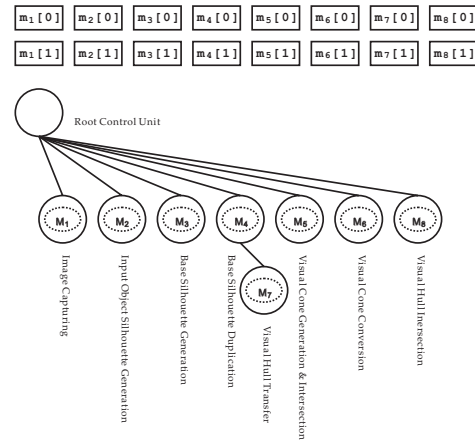 m1[0] m2[0] m3[0] m4[0] m5[0] m6[0] m7[0] m8[0]
m1[1] m2[1] m3[1] m4[1] m5[1] m6[1] m7[1] m8[1]
Root Control Unit
M1 M2 M3 M4 M5 M6 M8
M7
Image Capturing
Input Object Silhouette Generation
Base Silhouette Generation
Base Silhouette Duplication
Visual Hull Transfer
Visual Cone Generation & Intersection
Visual Cone Conversion
Visual Hull Inersection